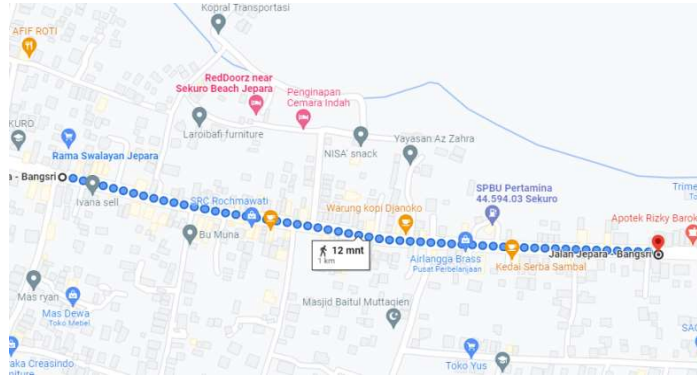 Kopral Transportasi
AFIF ROTI
RedDoorz near
Sekuro Beach Jepara
Penginapan
Cemara Indah
KURO
Laroibafi furniture
Yayasan Az Zahra
NISA' snack
Rama Swalayan Jepara
- Bangsri
Ivana sell
SRC Rochmawati
Warung kopi Djanoko
SPBU Pertamina
44.594.03 Sekuro
Trime
Apotek Rizky Barok
Bu Muna
12 mnt
1 km
Airlangga Brass
Pusat Perbelanjaan
Kedai Serba Sambal
Jalan Jepara - Bangsri
Mas ryan
Mas Dewa
Toko Mebel
Masjid Baitul Muttaqien
SAC
aka Creasindo
niture
Toko Yus